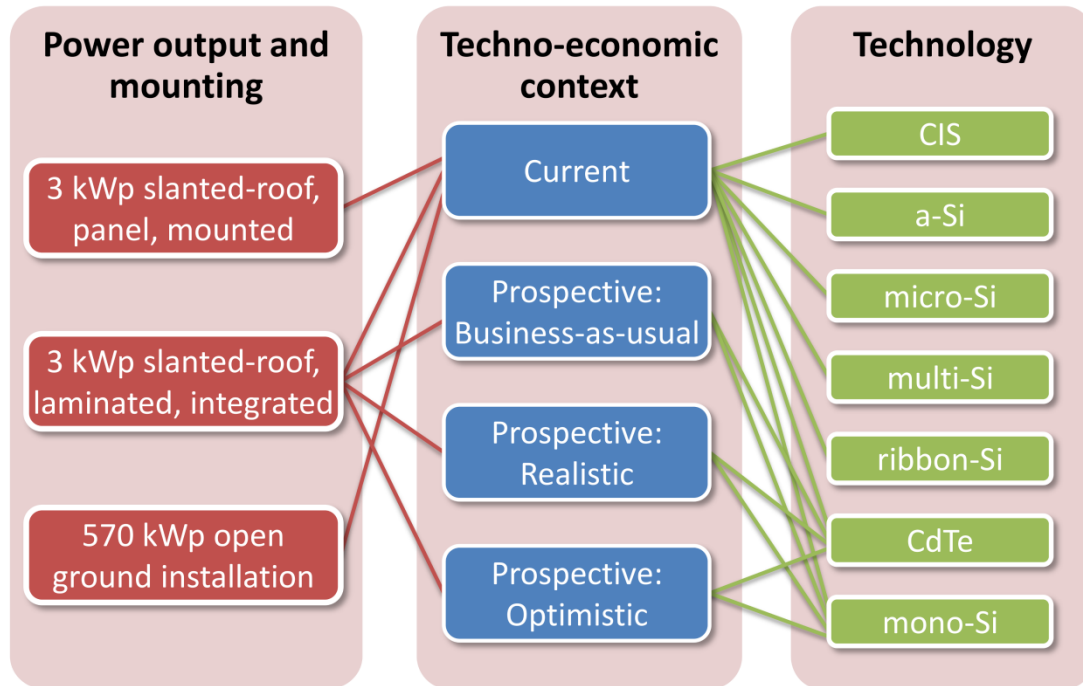 Power output and
mounting
3 kWp slanted-roof,
panel, mounted
3 kWp slanted-roof,
laminated, integrated
570 kWp open
ground installation
Techno-economic
context
Current
Prospective:
Business-as-usual
Prospective:
Realistic
Prospective:
Optimistic
Technology
CIS
a-Si
micro-Si
multi-Si
ribbon-Si
CdTe
mono-Si